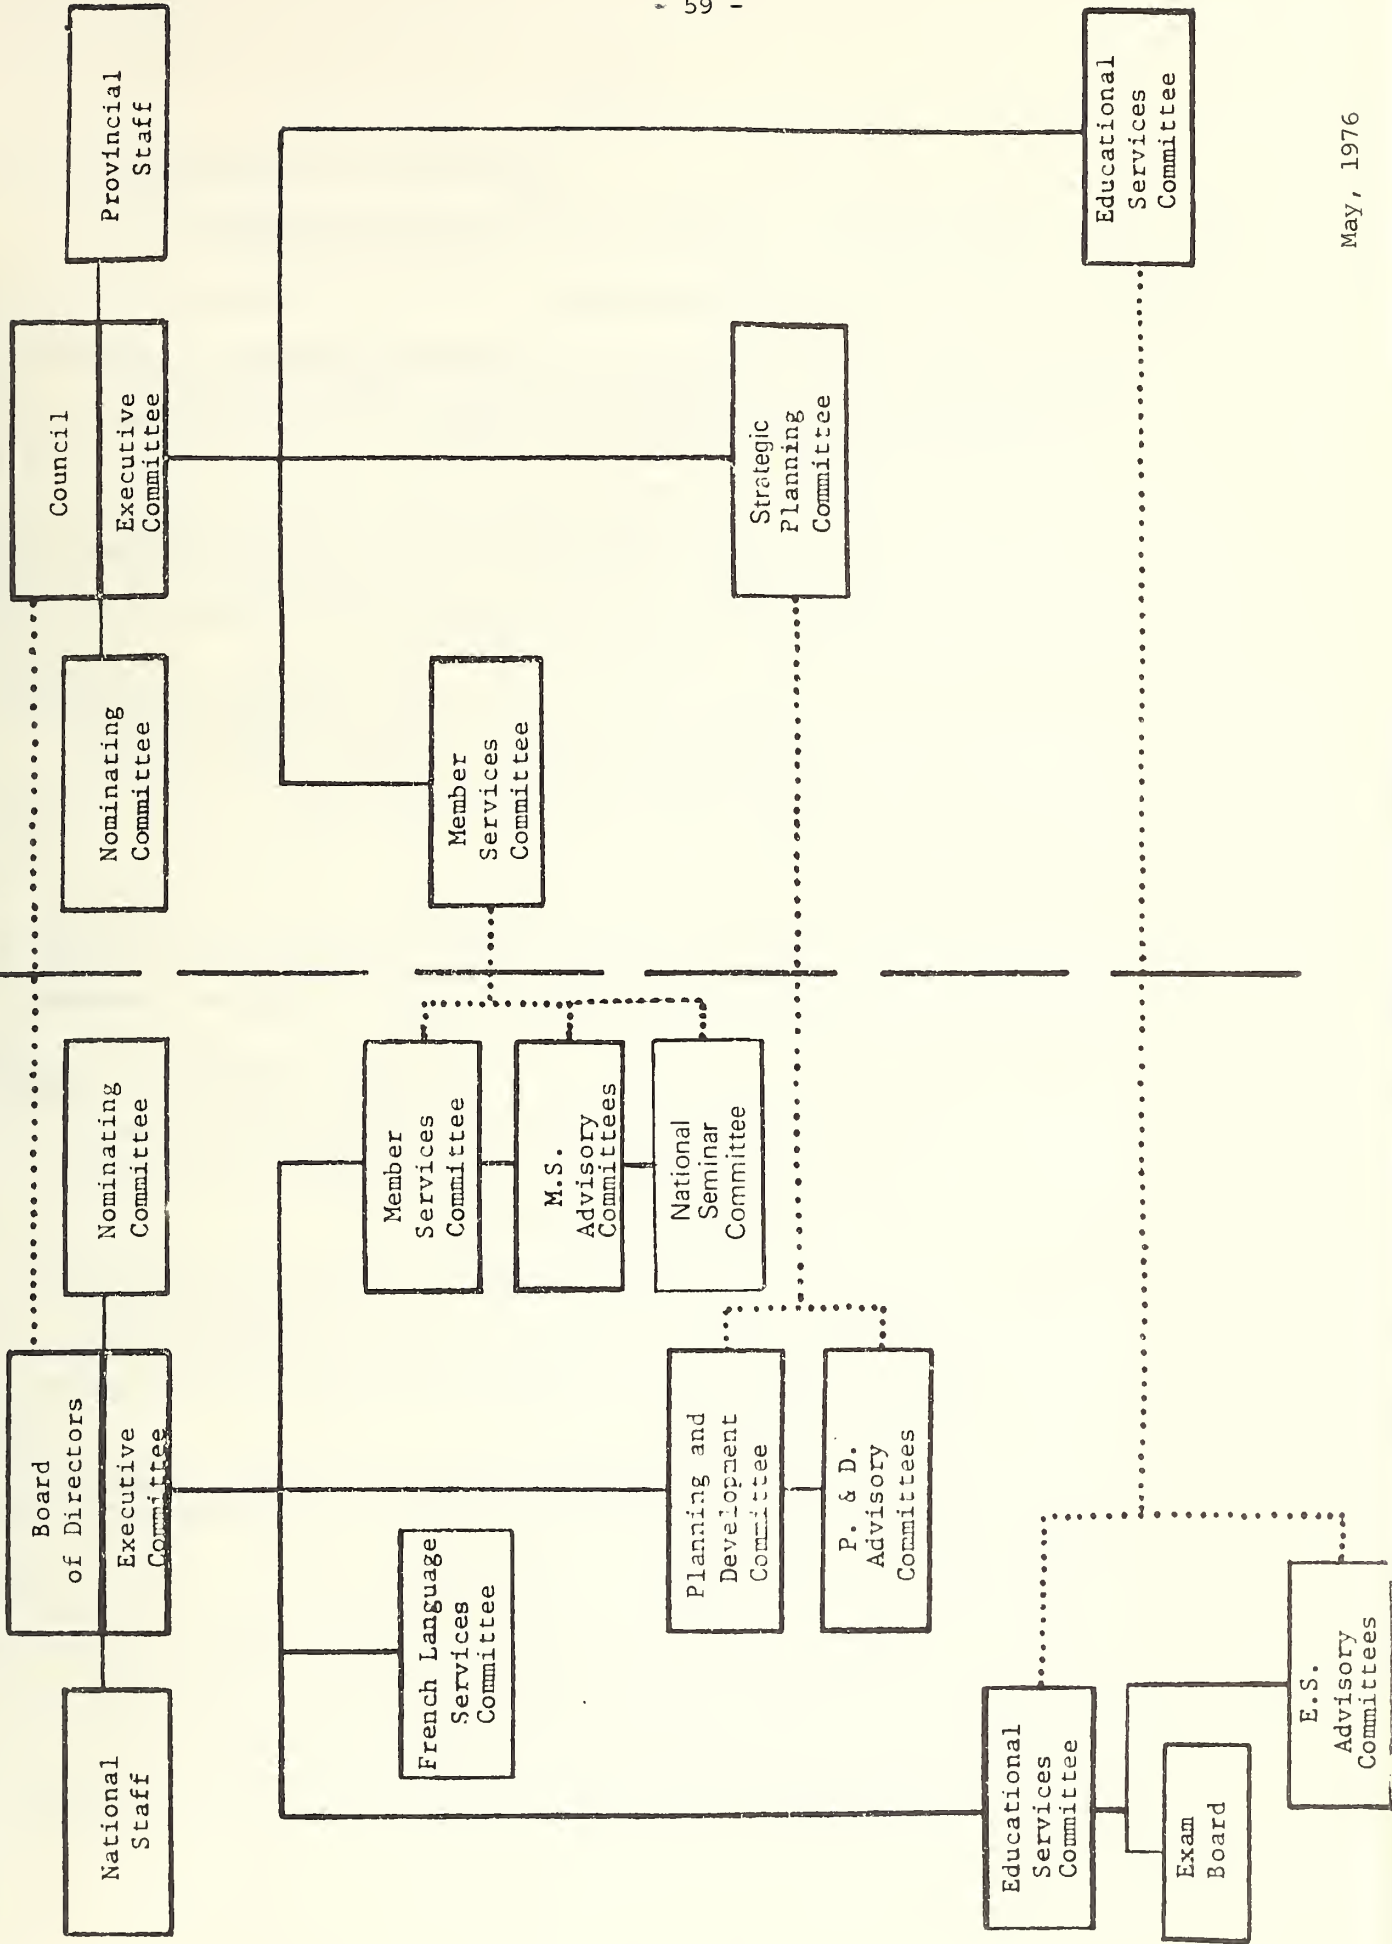 - 59 -
Board
of Directors
Executive
Committee
National
Staff
Nominating
Committee
French Language
Services
Committee
Member
Services
Committee
M.S.
Advisory
Committees
National
Seminar
Committee
Planning and
Development
Committee
P. & D.
Advisory
Committees
Educational
Services
Committee
Exam
Board
E.S.
Advisory
Committees
Council
Executive
Committee
Nominating
Committee
Provincial
Staff
Member
Services
Committee
Strategic
Planning
Committee
Educational
Services
Committee
May, 1976